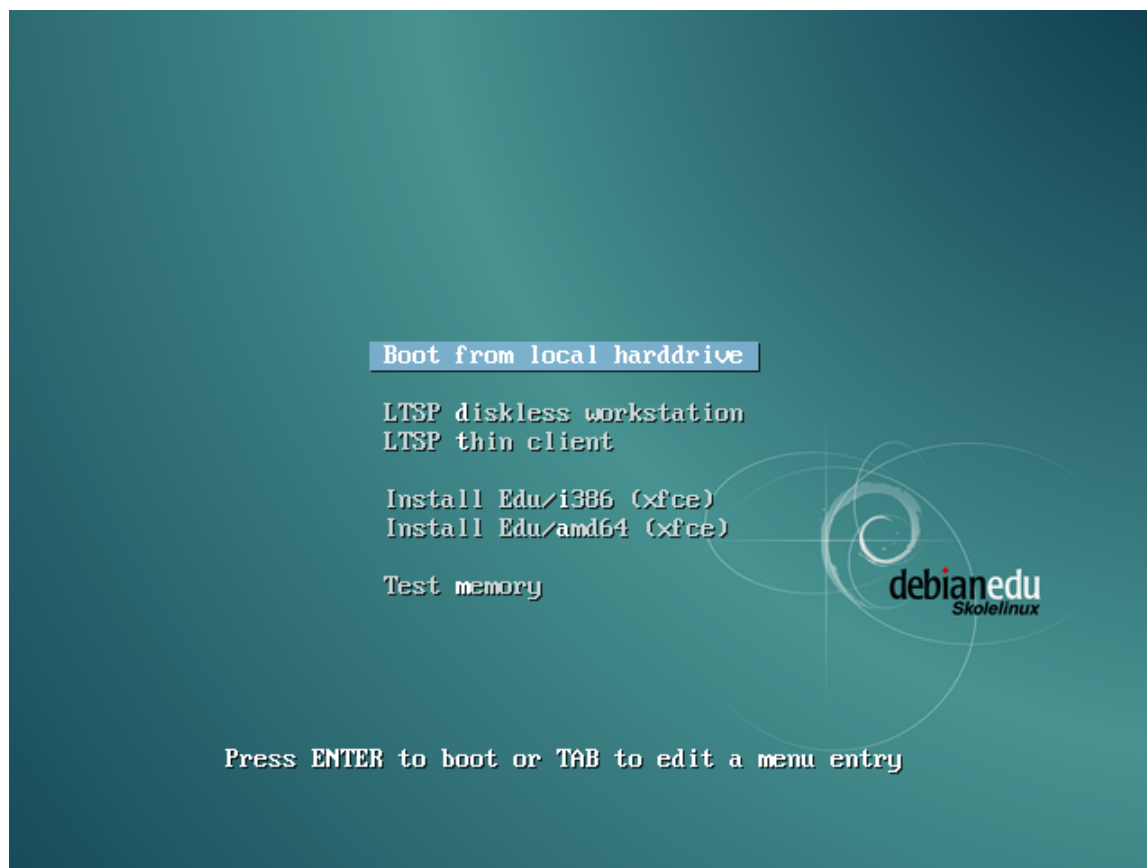 Boot from local harddrive
LTSP diskless workstation
LTSP thin client
Install Edu/i386 (xfce)
Install Edu/amd64 (xfce)
Test memory
debianedu
Skolelinux
Press ENTER to boot or TAB to edit a menu entry